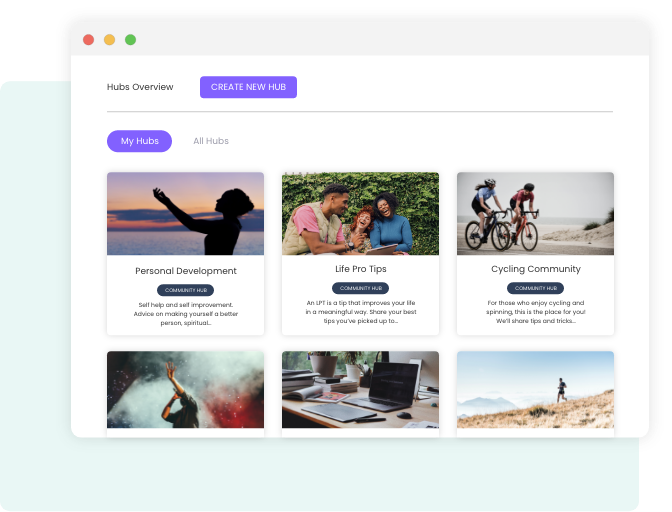 Hubs Overview
CREATE NEW HUB
My Hubs
All Hubs
Personal Development
COMMUNITY HUB
Self help and self improvement.
Advice on making yourself a better
person, spiritual...
Life Pro Tips
COMMUNITY HUB
An LPT is a tip that improves your life
in a meaningful way. Share your best
tips you've picked up to...
Cycling Community
COMMUNITY HUB
For those who enjoy cycling and
spinning, this is the place for you!
We'll share tips and tricks...